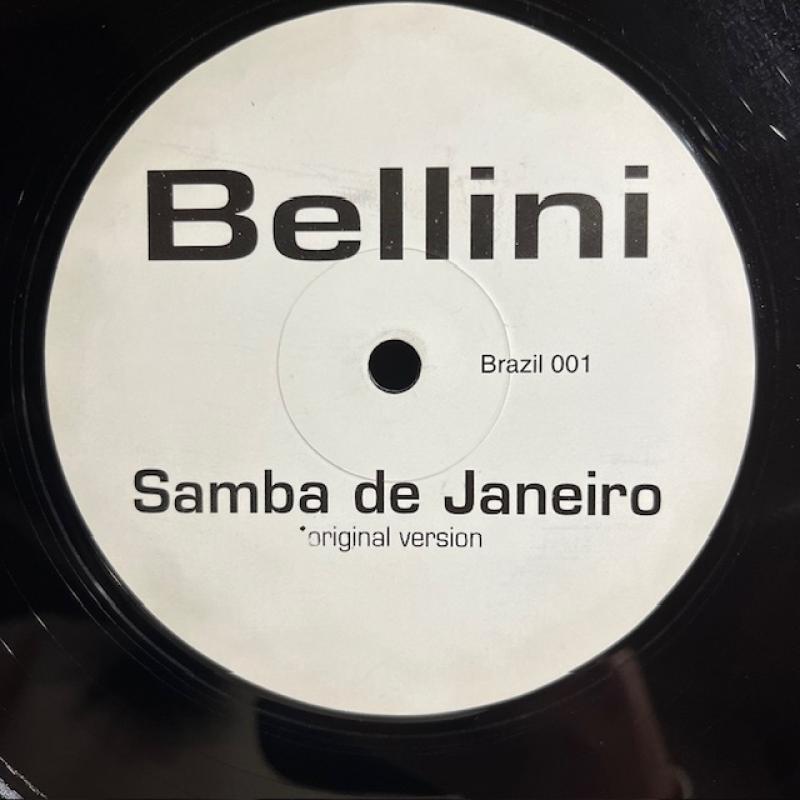 Bellini
Brazil 001
Samba de Janeiro
*original version